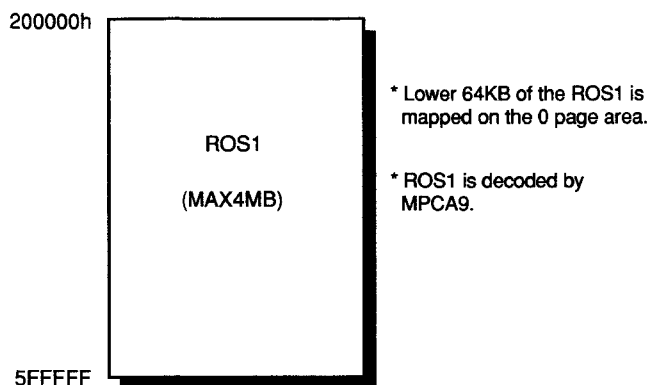 200000h
ROS1
(MAX4MB)
* Lower 64KB of the ROS1 is
mapped on the 0 page area.
* ROS1 is decoded by
MPCA9.
5FFFFF